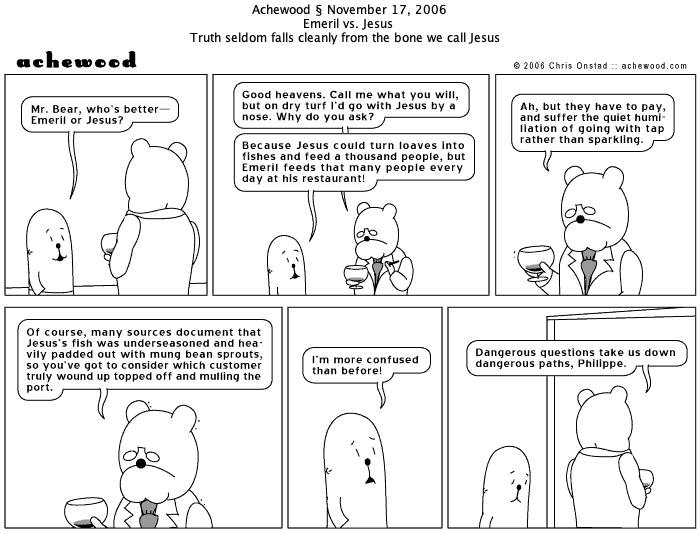 Achewood § November 17, 2006
Emeril vs. Jesus
Truth seldom falls cleanly from the bone we call Jesus
achewood
© 2006 Chris Onstad :: achewood.com
Mr. Bear, who's better—
Emeril or Jesus?
Good heavens. Call me what you will,
but on dry turf I'd go with Jesus by a
nose. Why do you ask?
Because Jesus could turn loaves into
fishes and feed a thousand people, but
Emeril feeds that many people every
day at his restaurant!
Ah, but they have to pay,
and suffer the quiet humi-
liation of going with tap
rather than sparkling.
Of course, many sources document that
Jesus's fish was underseasoned and hea-
vily padded out with mung bean sprouts,
so you've got to consider which customer
truly wound up topped off and mulling the
port.
I'm more confused
than before!
Dangerous questions take us down
dangerous paths, Philippe.